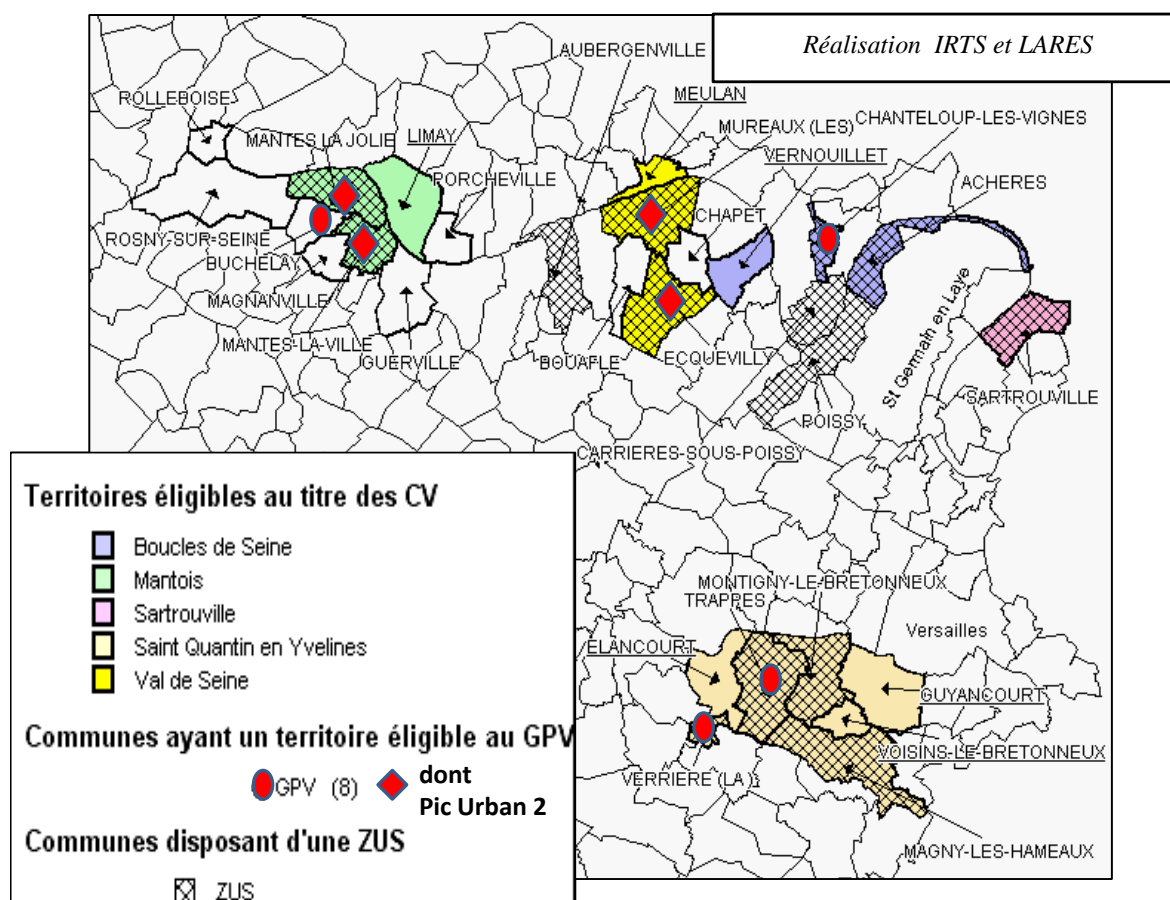 Réalisation IRTS et LARES
AUBERGENVILLE
ROLLEBOISE
MEULAN
CHANTELOUP-LES-VIGNES
MANTES LA JOLIE
LIMAY
MUREAUX (LES)
VERNOUILLET
PORCHEVILLE
ACHERES
CHAPET
ROSNY-SUR-SEINE
BUCHELAY
MAGNANVILLE
MANTES-LA-VILLE
GUERVILLE
BOUAFLE
ECQUEVILLY
St Germain en Laye
SARTROUVILLE
POISSY
CARRIERES-SOUS-POISSY
Territoires éligibles au titre des CV
Boucles de Seine
Mantois
Sartrouville
Saint Quantin en Yvelines
Val de Seine
Communes ayant un territoire éligible au GPV
GPV (8)
dont
Pic Urban 2
Communes disposant d'une ZUS
ZUS
MONTIGNY-LE-BRETONNEUX
TRAPPES
Versailles
ELANCOURT
GUYANCOURT
VOISINS-LE-BRETONNEUX
VERRIERE (LA)
MAGNY-LES-HAMEAUX